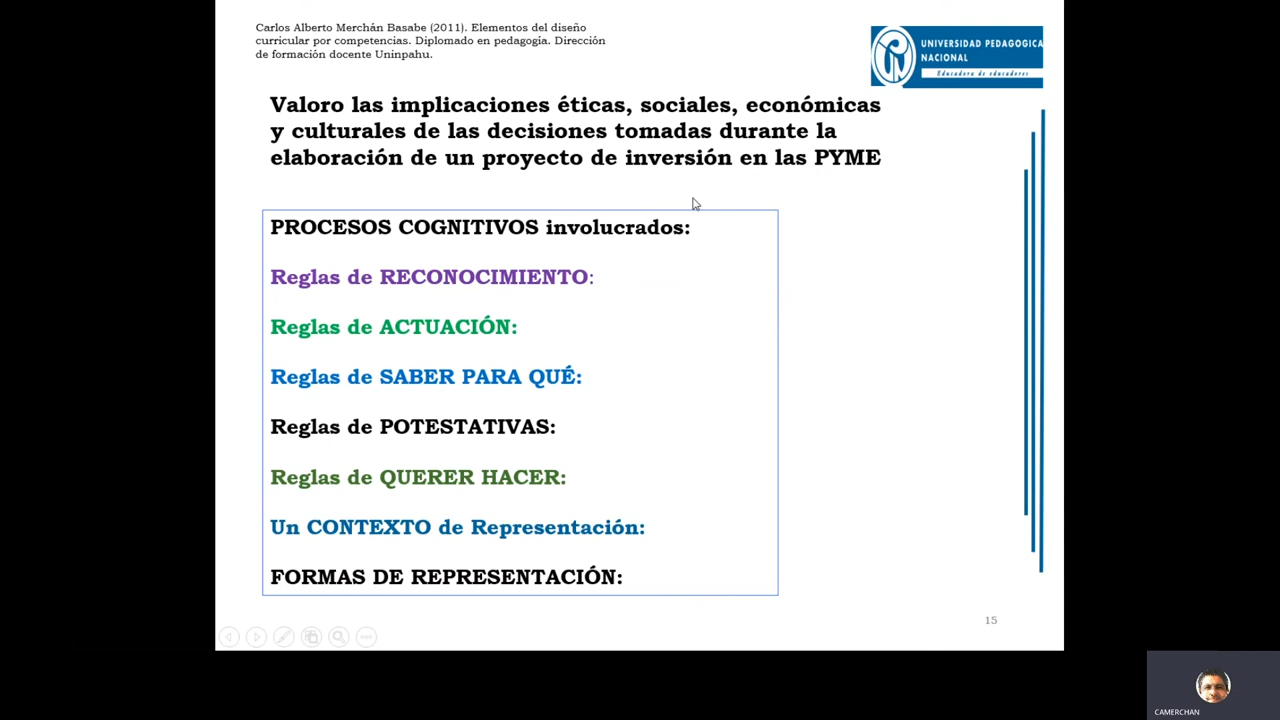 Carlos Alberto Merchán Basabe (2011). Elementos del diseño
curricular por competencias. Diplomado en pedagogía. Dirección
de formación docente Uninpahu.
UNIVERSIDAD PEDAGOGICA
NACIONAL
Educadora de educadores
Valoro las implicaciones éticas, sociales, económicas
y culturales de las decisiones tomadas durante la
elaboración de un proyecto de inversión en las PYME
PROCESOS COGNITIVOS involucrados:
Reglas de RECONOCIMIENTO:
Reglas de ACTUACIÓN:
Reglas de SABER PARA QUÉ:
Reglas de POTESTATIVAS:
Reglas de QUERER HACER:
Un CONTEXTO de Representación:
FORMAS DE REPRESENTACIÓN:
15
CAMERCHAN